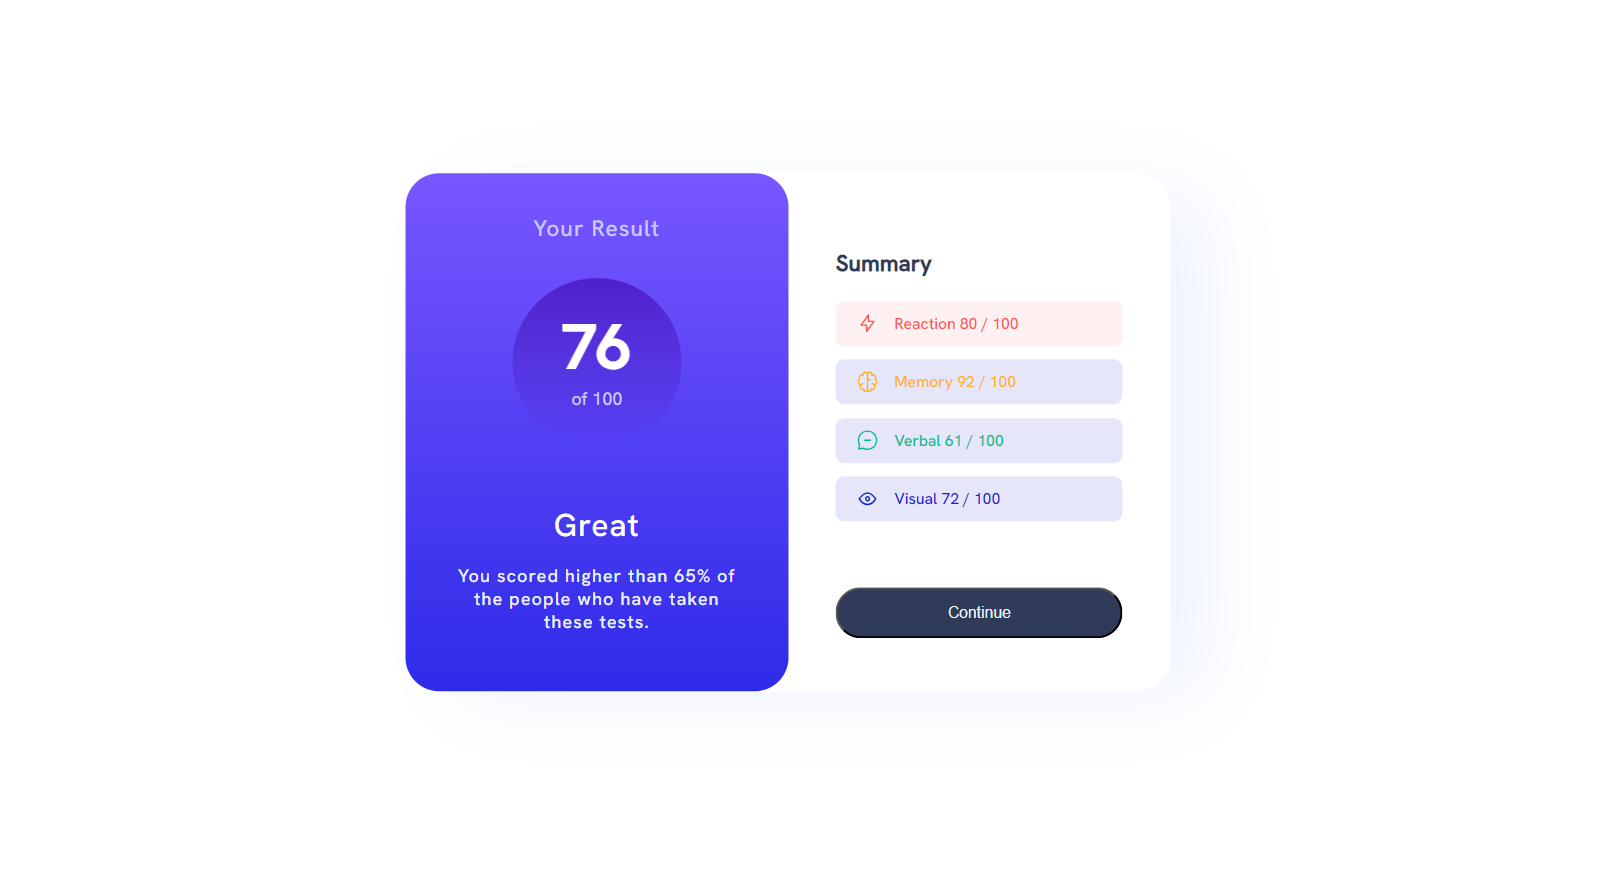 Your Result
76
of 100
Great
You scored higher than 65% of
the people who have taken
these tests.
Summary
Reaction 80 / 100
Memory 92 / 100
Verbal 61 / 100
Visual 72 / 100
Continue